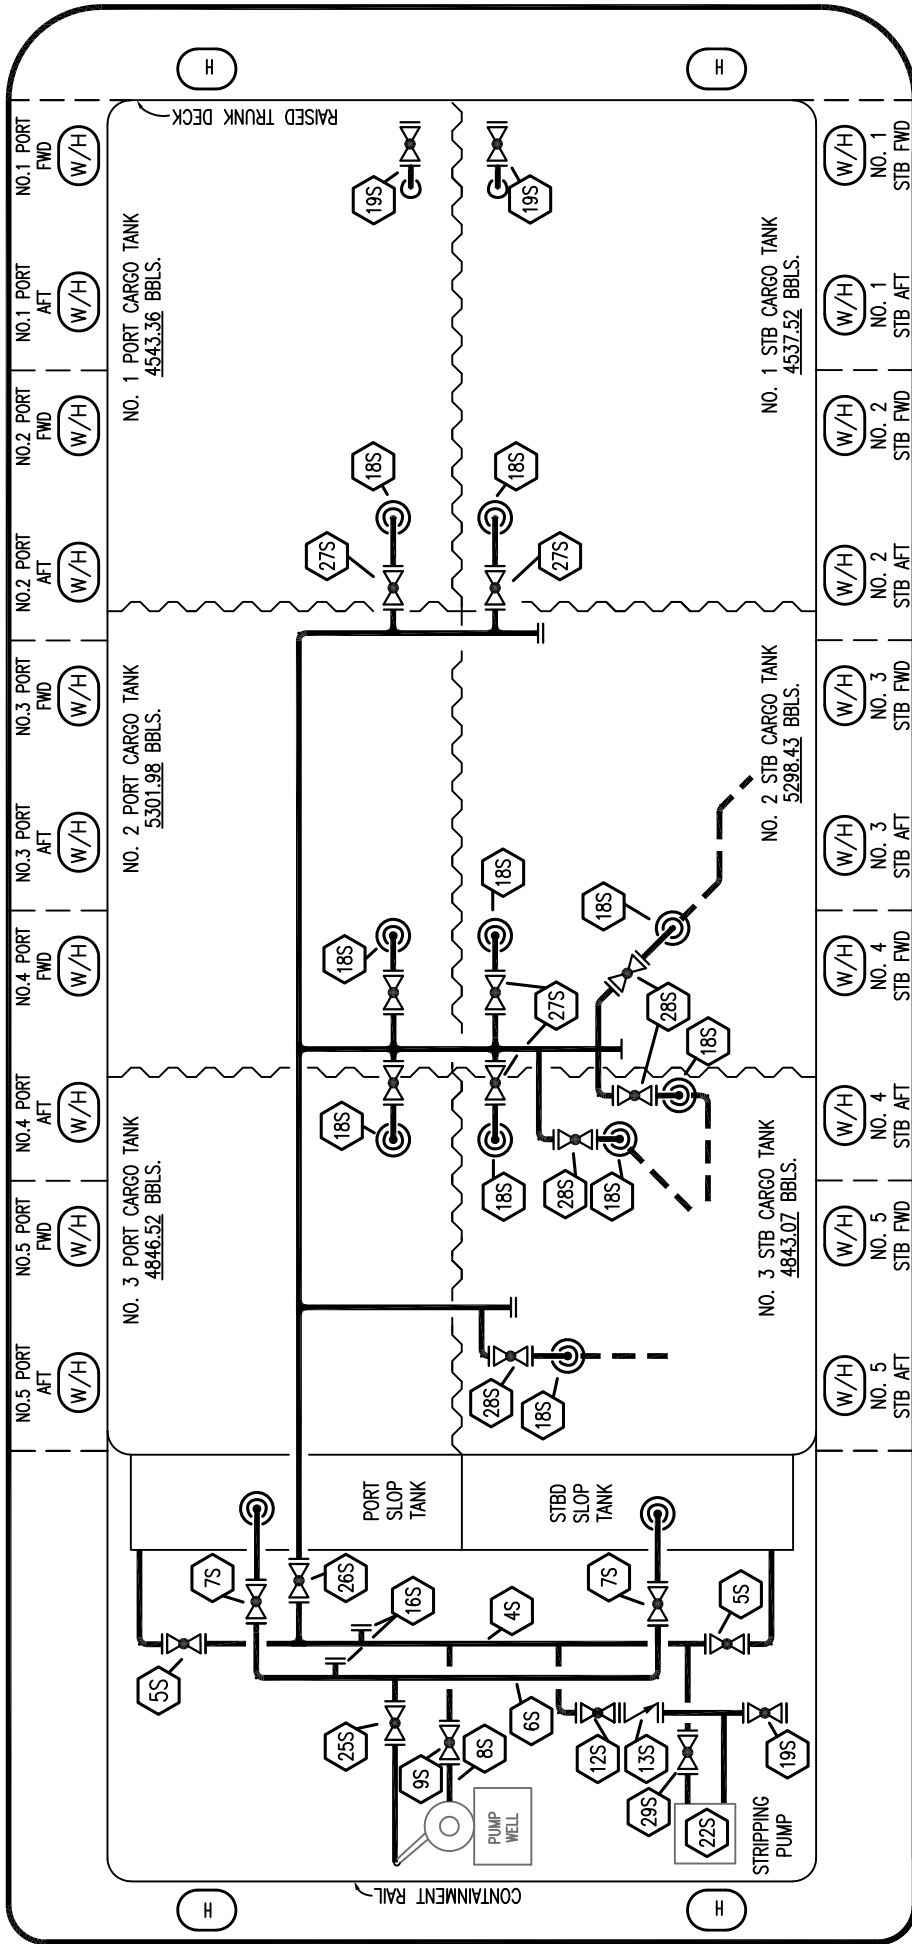 H
H
NO.1 PORT
FWD
W/H
NO.1 PORT
AFT
W/H
NO.2 PORT
FWD
W/H
NO.2 PORT
AFT
W/H
NO.3 PORT
FWD
W/H
NO.3 PORT
AFT
W/H
NO.4 PORT
FWD
W/H
NO.4 PORT
AFT
W/H
NO.5 PORT
FWD
W/H
NO.5 PORT
AFT
W/H
RAISED TRUNK DECK
NO. 1 PORT CARGO TANK
4543.36 BBLS.
19S
19S
18S
18S
27S
27S
NO. 1 STB CARGO TANK
4537.52 BBLS.
NO. 2 PORT CARGO TANK
5301.98 BBLS.
18S
18S
18S
27S
28S
18S
NO. 2 STB CARGO TANK
5298.43 BBLS.
NO. 3 PORT CARGO TANK
4846.52 BBLS.
18S
18S
28S
18S
28S
18S
NO. 3 STB CARGO TANK
4843.07 BBLS.
PORT
SLOP
TANK
STBD
SLOP
TANK
7S
26S
16S
4S
7S
5S
5S
25S
9S
8S
6S
12S
13S
19S
29S
22S
PUMP
WELL
STRIPPING
PUMP
CONTAINMENT RAIL
W/H
NO. 1
STB FWD
W/H
NO. 1
STB AFT
W/H
NO. 2
STB FWD
W/H
NO. 2
STB AFT
W/H
NO. 3
STB FWD
W/H
NO. 3
STB AFT
W/H
NO. 4
STB FWD
W/H
NO. 4
STB AFT
W/H
NO. 5
STB FWD
W/H
NO. 5
STB AFT
H
H